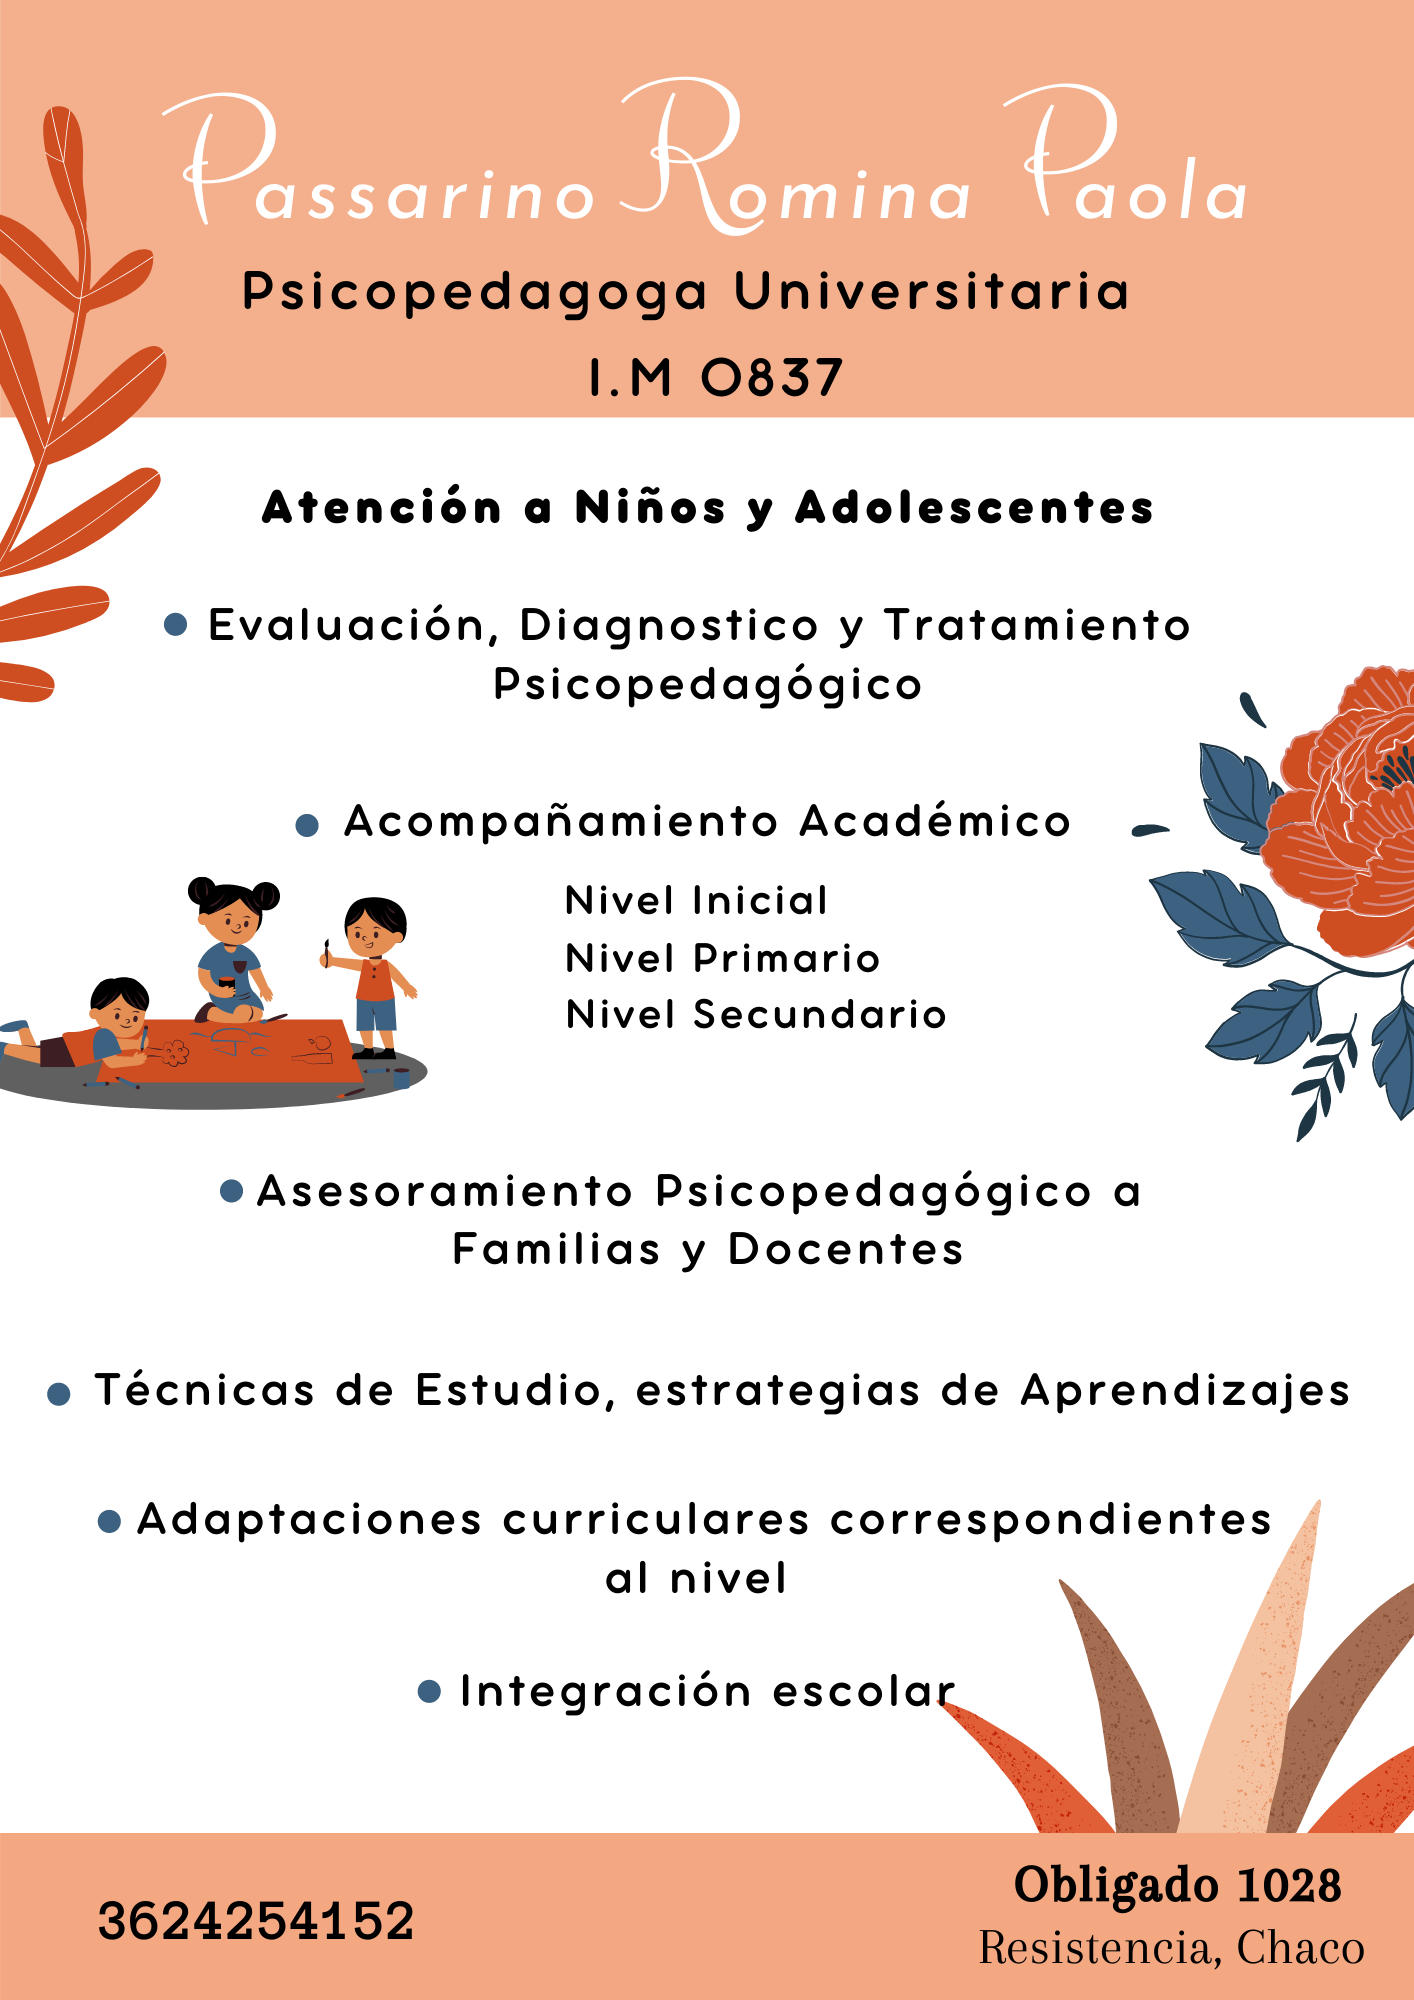 Passarino Romina Paola
Psicopedagoga Universitaria
I.M 0837
Atención a Niños y Adolescentes
• Evaluación, Diagnostico y Tratamiento
Psicopedagógico
• Acompañamiento Académico
Nivel Inicial
Nivel Primario
Nivel Secundario
• Asesoramiento Psicopedagógico a
Familias y Docentes
• Técnicas de Estudio, estrategias de Aprendizajes
• Adaptaciones curriculares correspondientes
al nivel
• Integración escolar
3624254152
Obligado 1028
Resistencia, Chaco